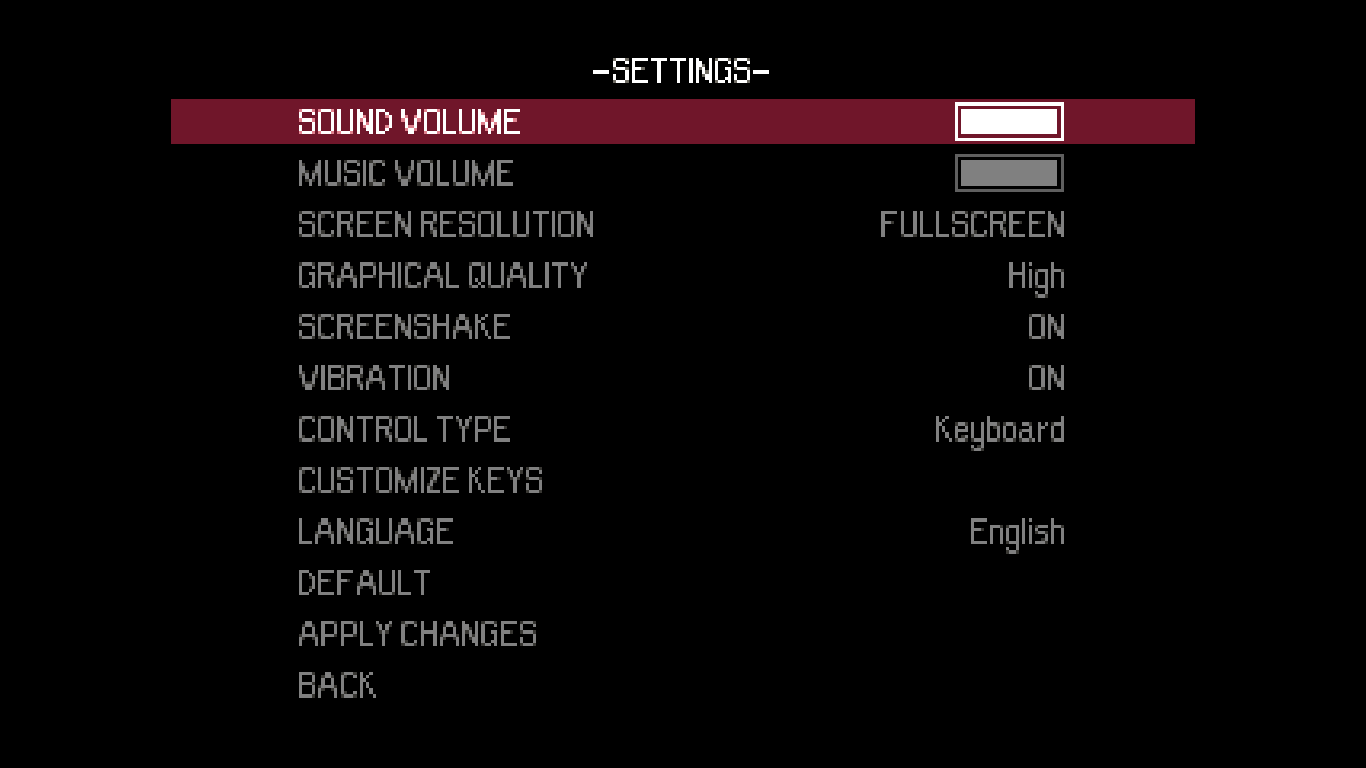 -SETTINGS-
SOUND VOLUME
MUSIC VOLUME
SCREEN RESOLUTION FULLSCREEN
GRAPHICAL QUALITY High
SCREENSHAKE ON
VIBRATION ON
CONTROL TYPE Keyboard
CUSTOMIZE KEYS
LANGUAGE English
DEFAULT
APPLY CHANGES
BACK